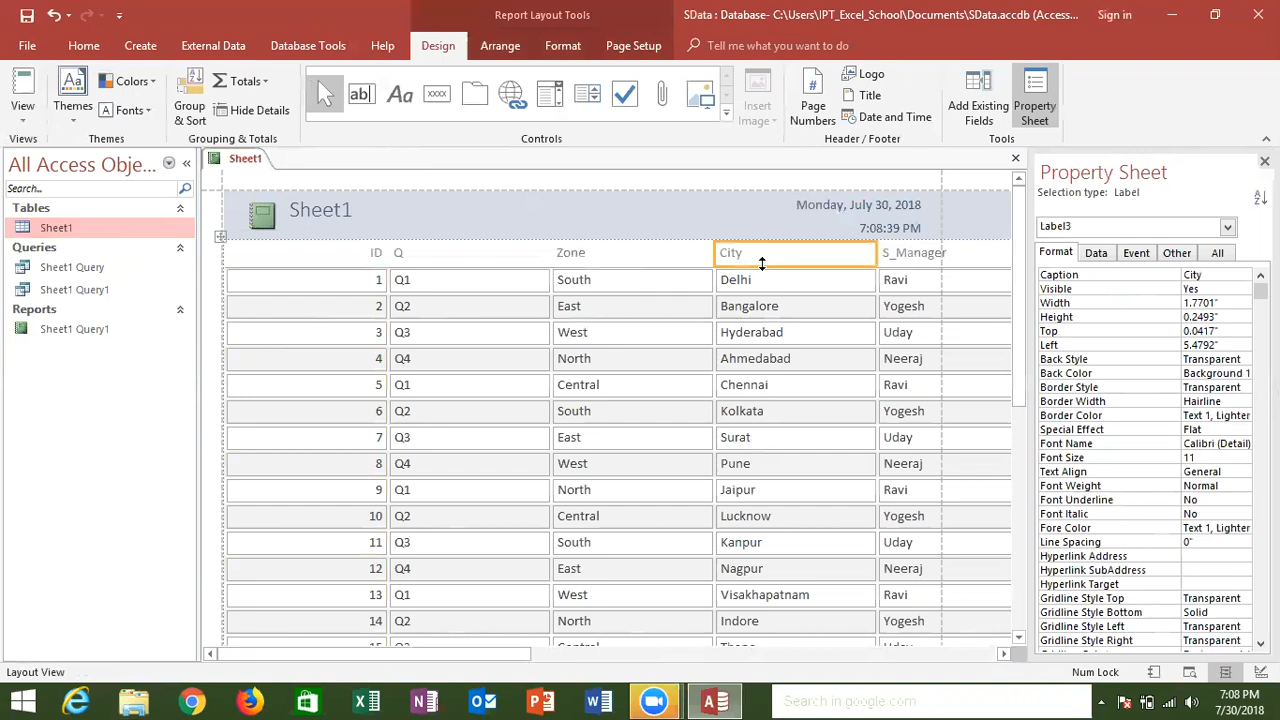 Report Layout Tools
SData : Database- C:\Users\IPT_Excel_School\Documents\SData.accdb (Access...
Sign in
File Home Create External Data Database Tools Help Design Arrange Format Page Setup Tell me what you want to do
View
Views
Themes
Colors
Fonts
Themes
Group & Sort
Totals
Hide Details
Grouping & Totals
ab
Aa
xxxx
Controls
Insert Image
Page Numbers
Logo
Title
Date and Time
Header / Footer
Add Existing Fields
Property Sheet
Tools
All Access Obje...
Search...
Tables
Sheet1
Queries
Sheet1 Query
Sheet1 Query1
Reports
Sheet1 Query1
Sheet1
Sheet1
Monday, July 30, 2018
7:08:39 PM
ID Q Zone City S_Manager
1 Q1 South Delhi Ravi
2 Q2 East Bangalore Yogesh
3 Q3 West Hyderabad Uday
4 Q4 North Ahmedabad Neeraj
5 Q1 Central Chennai Ravi
6 Q2 South Kolkata Yogesh
7 Q3 East Surat Uday
8 Q4 West Pune Neeraj
9 Q1 North Jaipur Ravi
10 Q2 Central Lucknow Yogesh
11 Q3 South Kanpur Uday
12 Q4 East Nagpur Neeraj
13 Q1 West Visakhapatnam Ravi
14 Q2 North Indore Yogesh
Property Sheet
Selection type: Label
Label3
Format Data Event Other All
Caption City
Visible Yes
Width 1.7701"
Height 0.2493"
Top 0.0417"
Left 5.4792"
Back Style Transparent
Back Color Background 1
Border Style Transparent
Border Width Hairline
Border Color Text 1, Lighter
Special Effect Flat
Font Name Calibri (Detail)
Font Size 11
Text Align General
Font Weight Normal
Font Underline No
Font Italic No
Fore Color Text 1, Lighter
Line Spacing 0"
Hyperlink Address
Hyperlink SubAddress
Hyperlink Target
Gridline Style Top Transparent
Gridline Style Bottom Solid
Gridline Style Left Transparent
Gridline Style Right Transparent
Layout View
Num Lock
Search in google.com
7:08 PM
7/30/2018